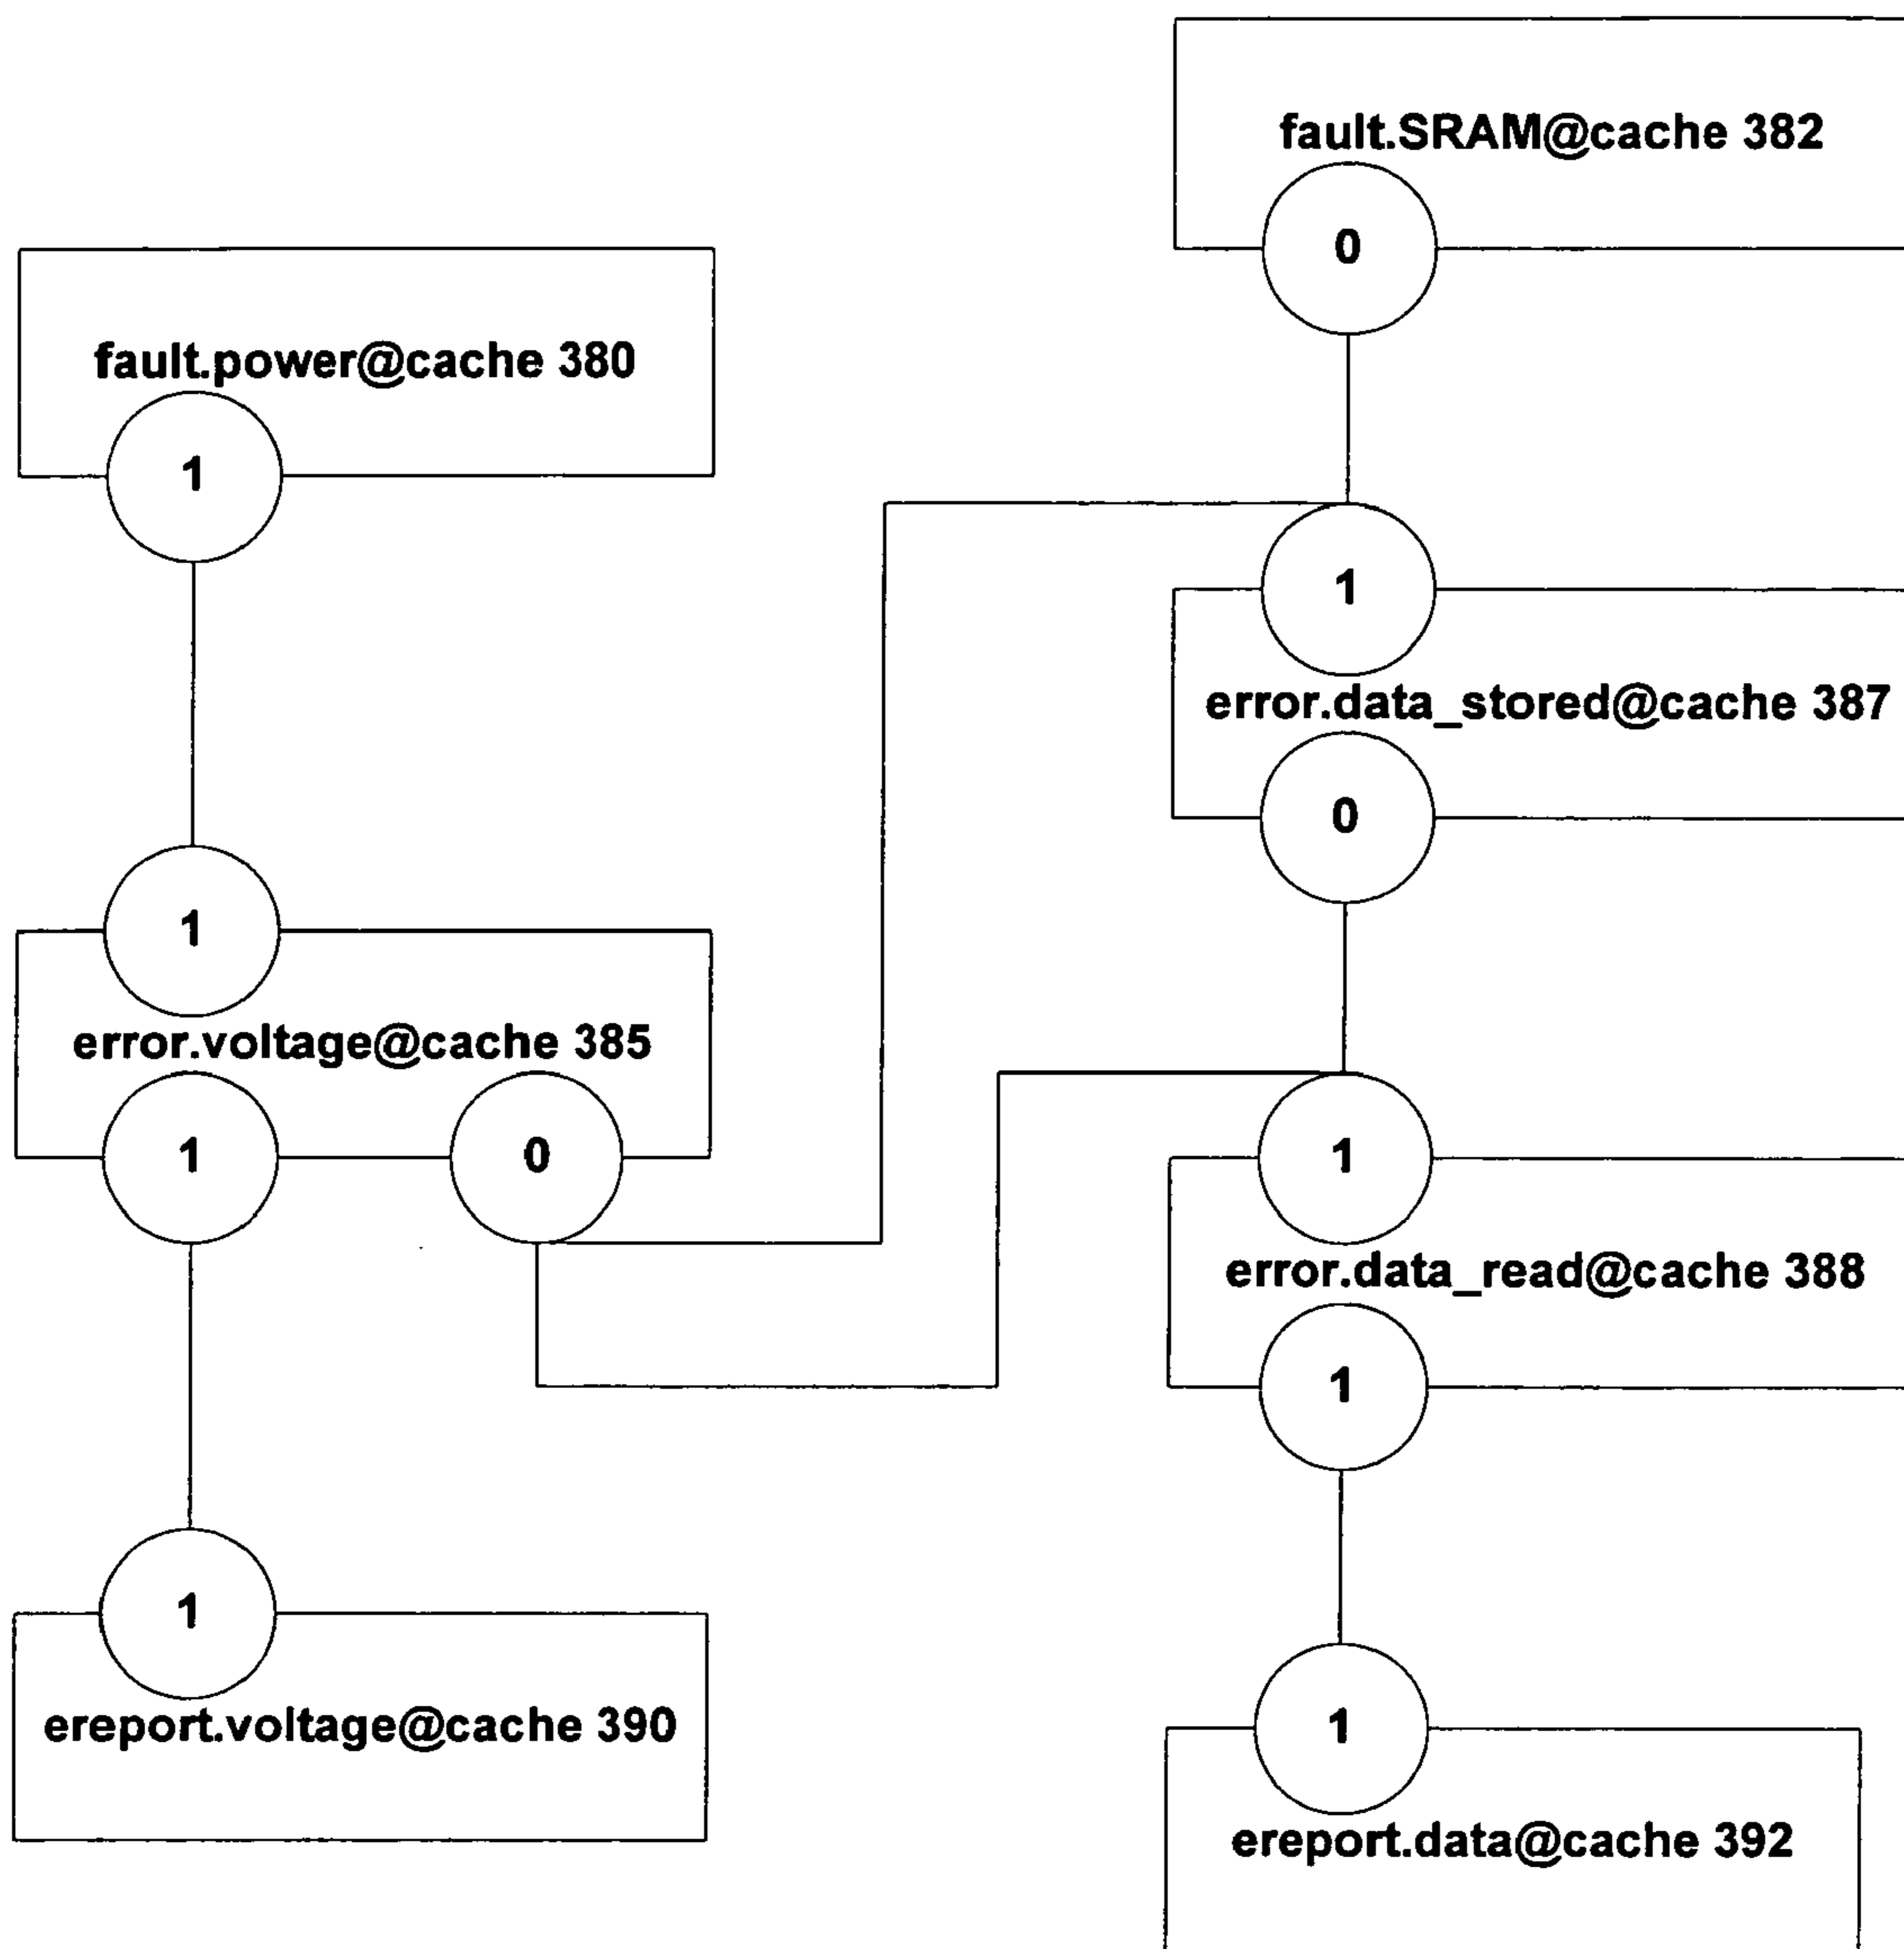 fault.SRAM@cache 382
0
fault.power@cache 380
1
1
error.data_stored@cache 387
0
1
error.voltage@cache 385
1
0
1
error.data_read@cache 388
1
1
ereport.voltage@cache 390
1
ereport.data@cache 392